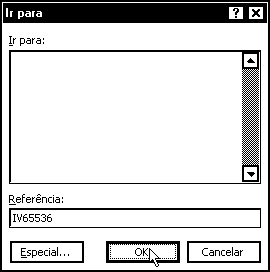 Ir para
Ir para:
Referência:
IV65536
Especial...
OK
Cancelar